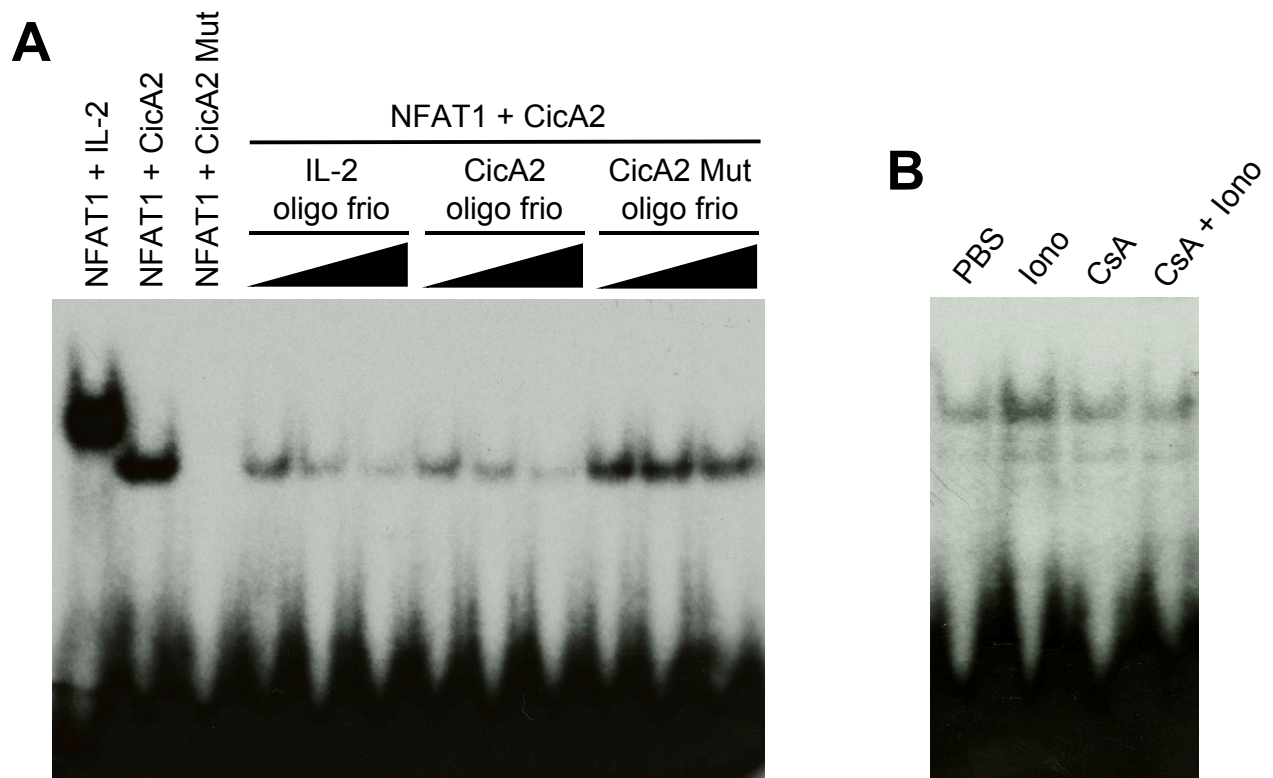 A
NFAT1 + IL-2
NFAT1 + CicA2
NFAT1 + CicA2 Mut
NFAT1 + CicA2
IL-2
oligo frio
CicA2
oligo frio
CicA2 Mut
oligo frio
B
PBS
Iono
CsA
CsA + Iono